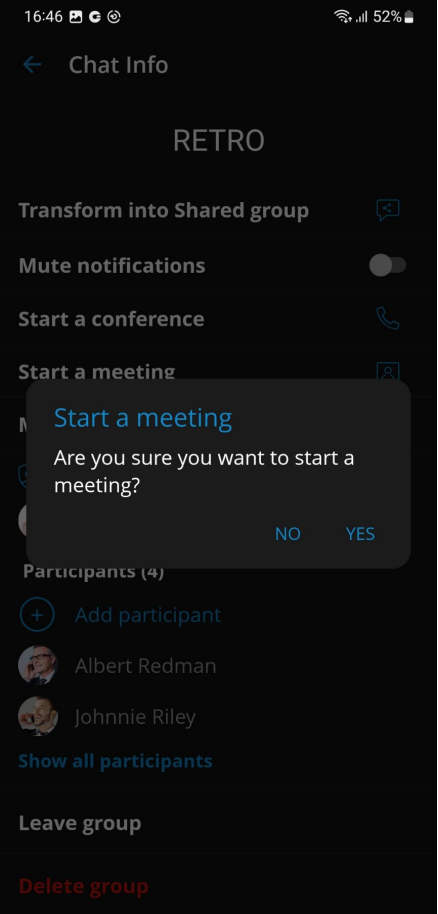 16:46 52%
Chat Info
RETRO
Transform into Shared group
Mute notifications
Start a conference
Start a meeting
Start a meeting
Are you sure you want to start a
meeting?
NO YES
Participants (4)
Add participant
Albert Redman
Johnnie Riley
Show all participants
Leave group
Delete group